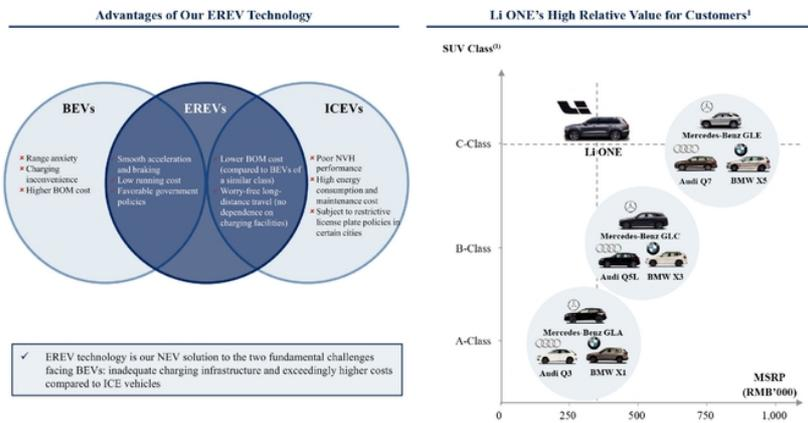 Advantages of Our EREV Technology
BEVs
EREVs
ICEVs
× Range anxiety
× Charging
inconvenience
× Higher BOM cost
Smooth acceleration
and braking
Low running cost
Favorable government
policies
Lower BOM cost
(compared to BEVs of
a similar class)
Worry-free long-
distance travel (no
dependence on
charging facilities)
× Poor NVH
performance
× High energy
consumption and
maintenance cost
× Subject to restrictive
license plate policies in
certain cities
✓ EREV technology is our NEV solution to the two fundamental challenges
facing BEVs: inadequate charging infrastructure and exceedingly higher costs
compared to ICE vehicles
Li ONE's High Relative Value for Customers¹
SUV Class⁽¹⁾
C-Class
Li ONE
Mercedes-Benz GLE
Audi Q7
BMW X5
B-Class
Mercedes-Benz GLC
Audi Q5L
BMW X3
A-Class
Mercedes-Benz GLA
Audi Q3
BMW X1
MSRP
(RMB'000)
0 250 500 750 1,000